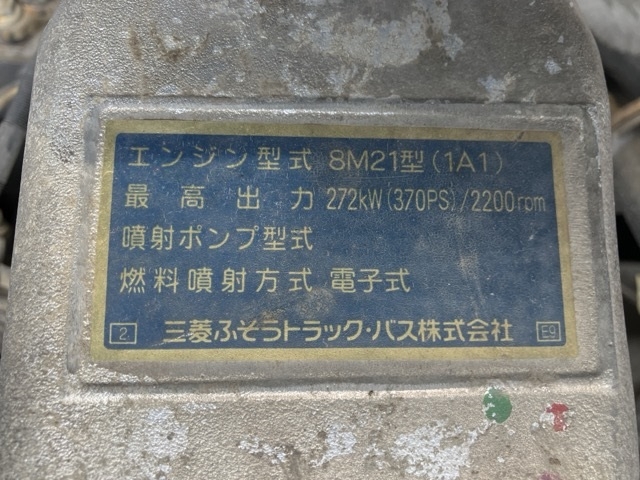 エンジン型式 8M21型(1A1)
最高出力 272kW(370PS)/2200rpm
噴射ポンプ型式
燃料噴射方式 電子式
2. 三菱ふそうトラック・バス株式会社 E9